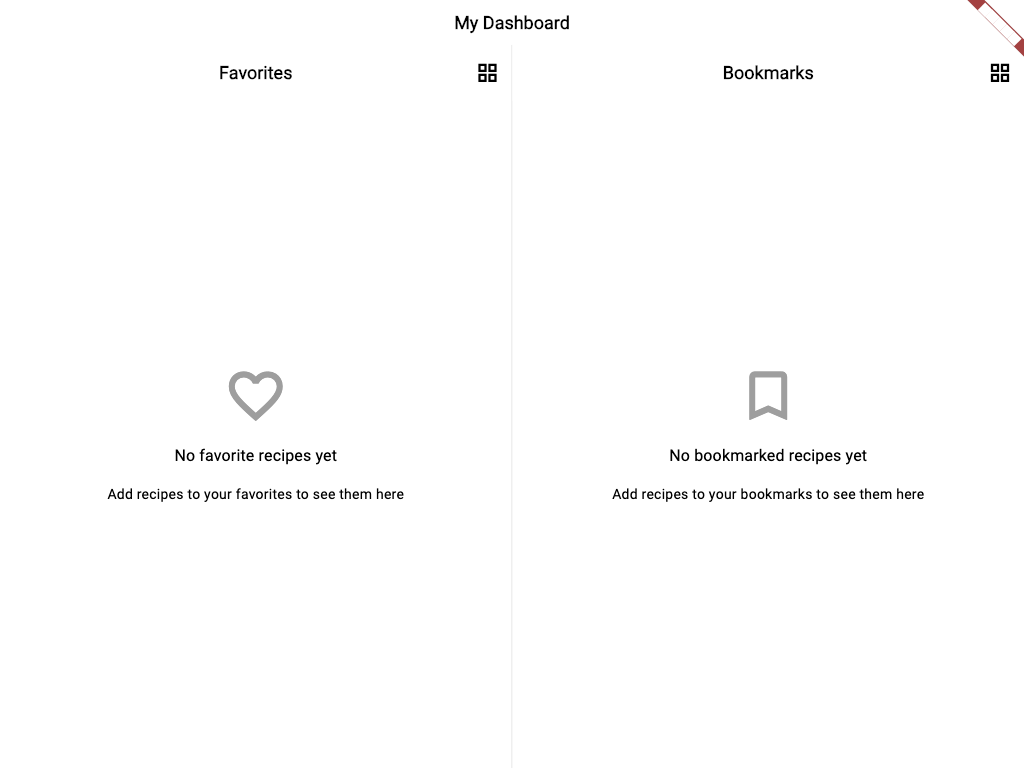 My Dashboard
Favorites
Bookmarks
No favorite recipes yet
Add recipes to your favorites to see them here
No bookmarked recipes yet
Add recipes to your bookmarks to see them here